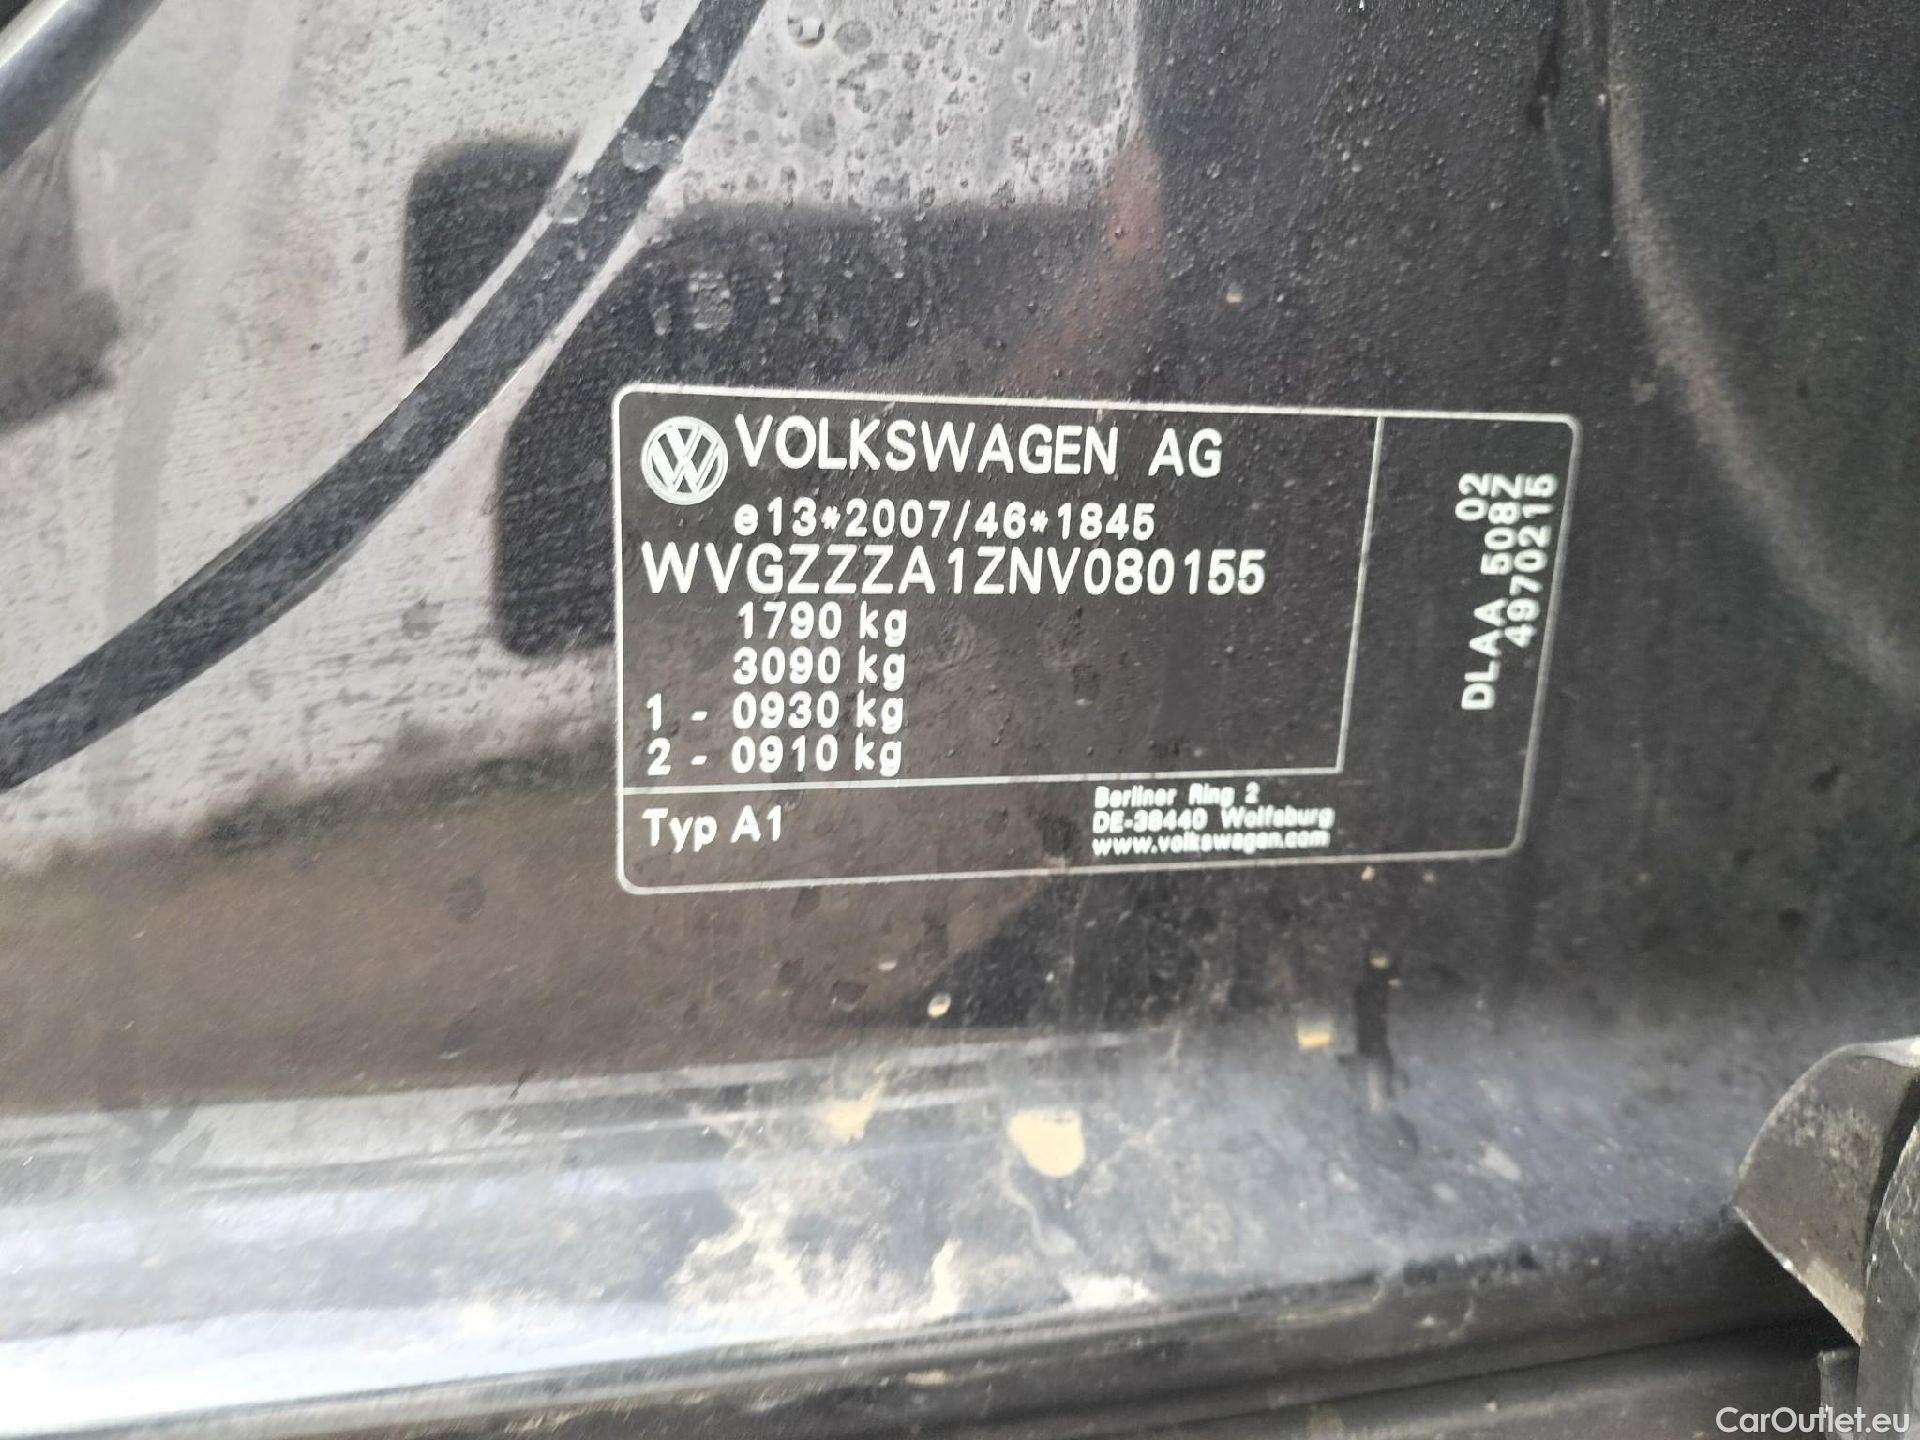 VOLKSWAGEN AG
e13*2007/46*1845
WVGZZZA1ZNV080155
1790 kg
3090 kg
1 - 0930 kg
2 - 0910 kg
Typ A1
Berliner Ring 2
DE-38440 Wolfsburg
www.volkswagen.com
02
DLAA 508Z
4970215
CarOutlet.eu